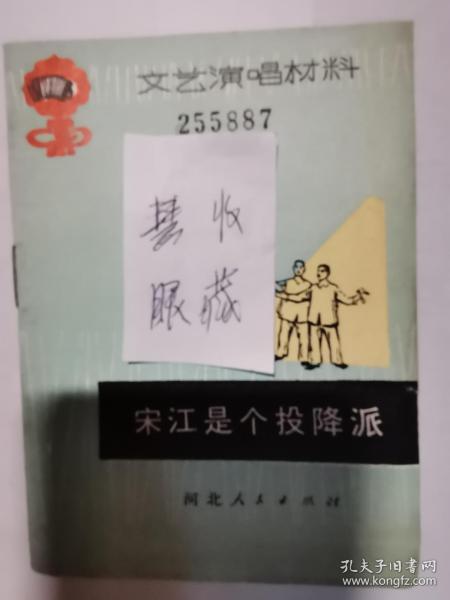 文艺演唱材料
255887
慧收
眼藏
宋江是个投降派
河北人民出版社
孔夫子旧书网
www.kongfz.com